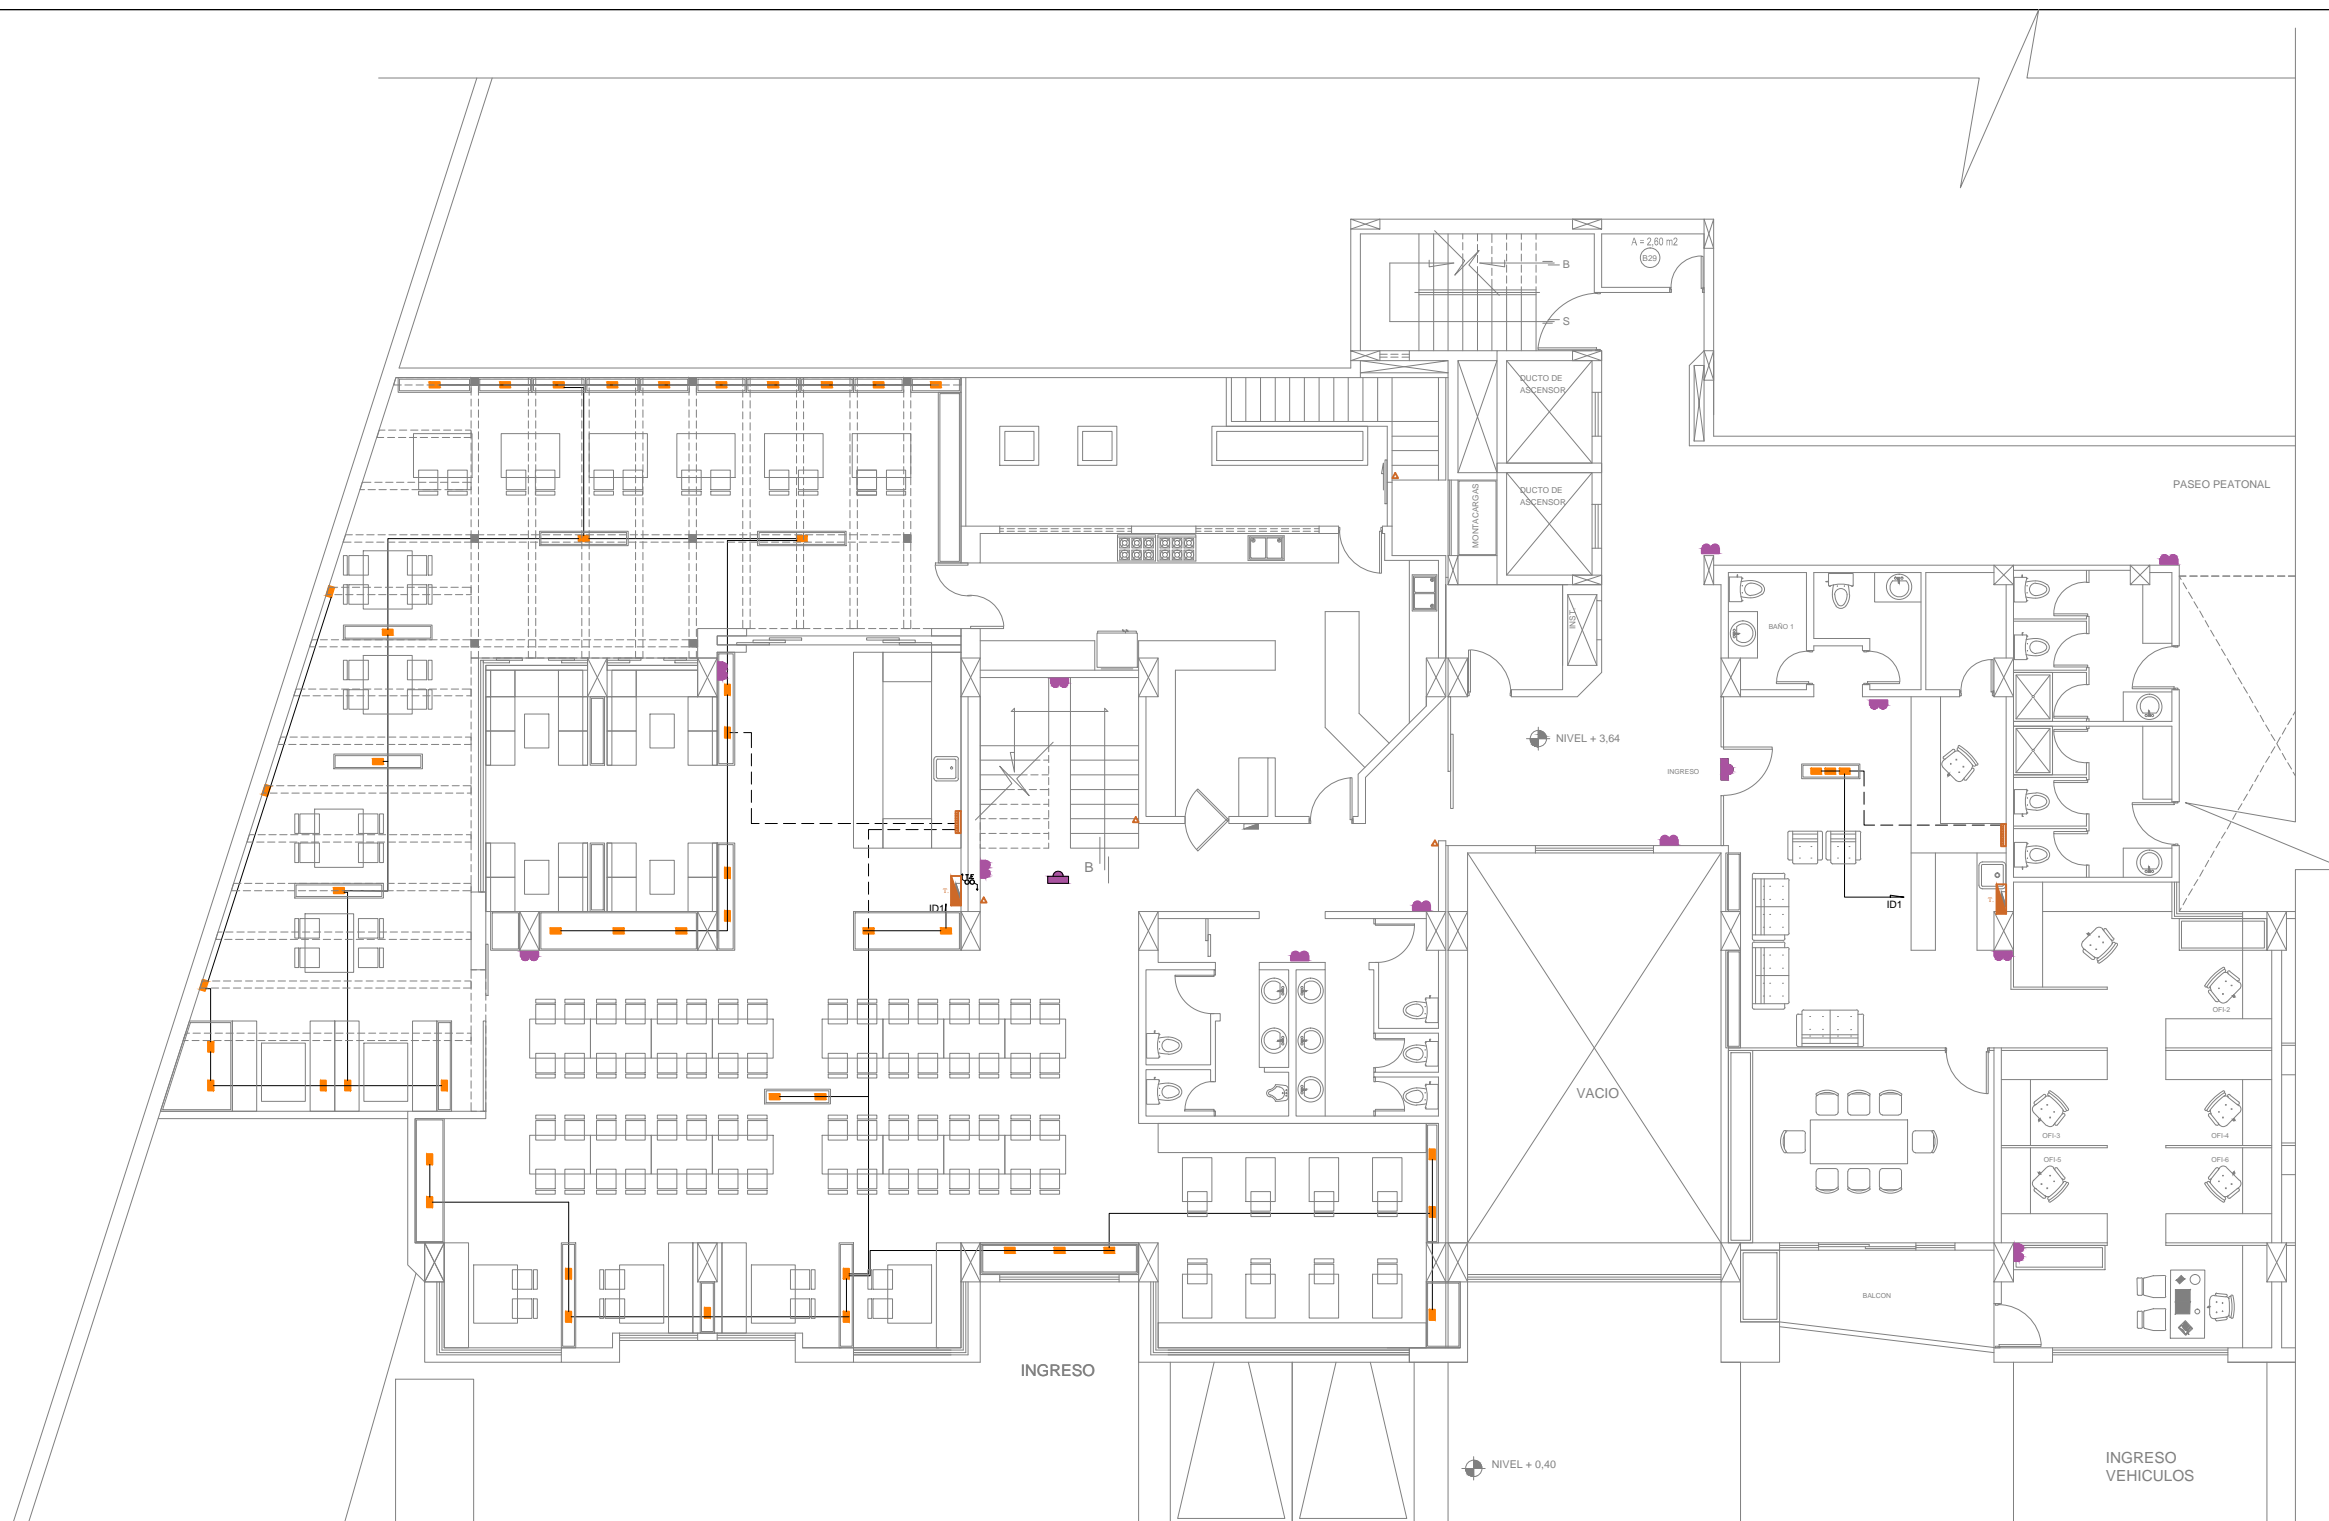 A = 2,60 m2
B29
B
S
DUCTO DE
ASCENSOR
DUCTO DE
ASCENSOR
MONTACARGAS
PASEO PEATONAL
INST
BAÑO 1
NIVEL + 3,64
INGRESO
B
T.
ID1
ID1
T.
OFI-2
VACIO
OFI-3
OFI-4
OFI-5
OFI-6
BALCON
INGRESO
NIVEL + 0,40
INGRESO
VEHICULOS